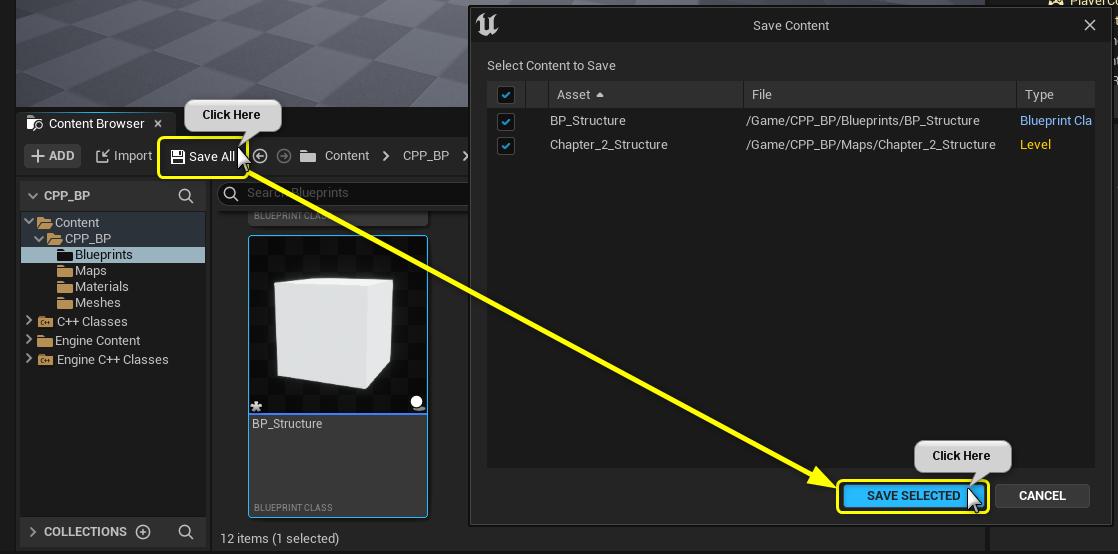 PlayerCo
Save Content
Select Content to Save
Asset File Type
BP_Structure /Game/CPP_BP/Blueprints/BP_Structure Blueprint Cla
Chapter_2_Structure /Game/CPP_BP/Maps/Chapter_2_Structure Level
Click Here
SAVE SELECTED CANCEL
Click Here
Content Browser
ADD Import Save All Content CPP_BP
CPP_BP
Search Blueprints
Content
CPP_BP
Blueprints
Maps
Materials
Meshes
C++ Classes
Engine Content
Engine C++ Classes
COLLECTIONS
BLUEPRINT CLASS
BP_Structure
BLUEPRINT CLASS
12 items (1 selected)